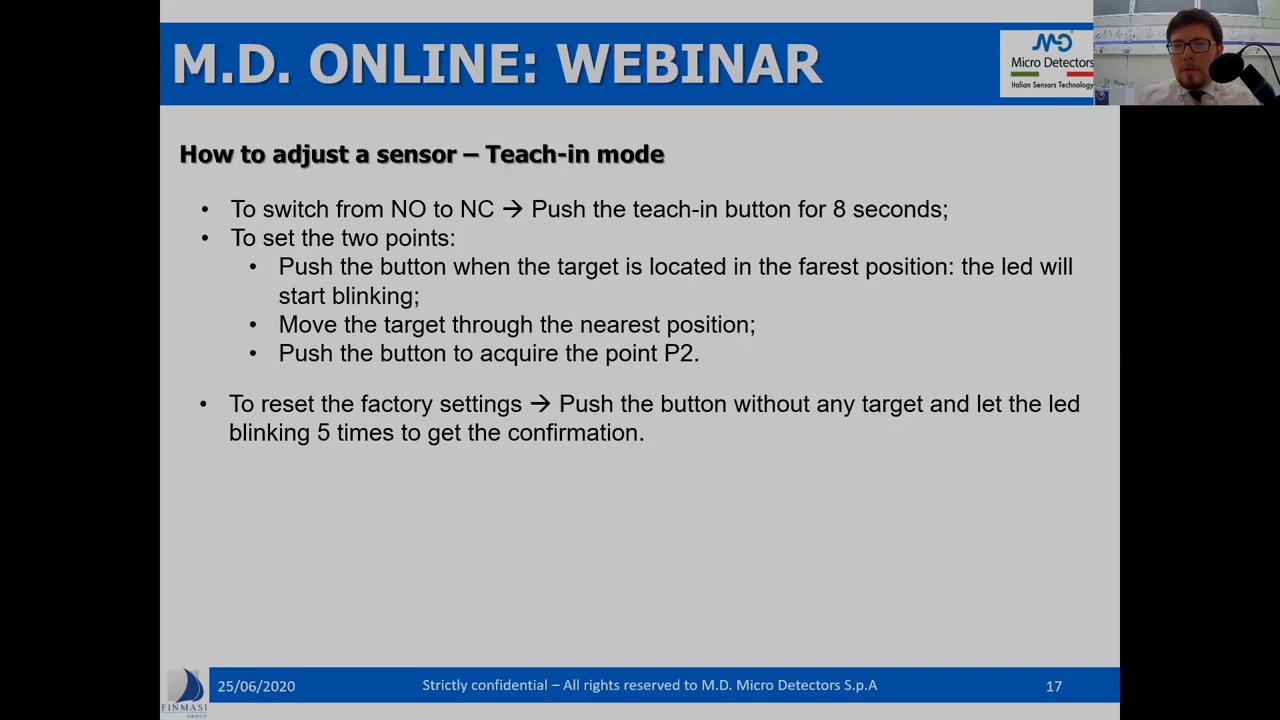 M.D. ONLINE: WEBINAR
MD
Micro Detectors
Italian Sensors Technology
How to adjust a sensor – Teach-in mode
• To switch from NO to NC → Push the teach-in button for 8 seconds;
• To set the two points:
• Push the button when the target is located in the farest position: the led will
start blinking;
• Move the target through the nearest position;
• Push the button to acquire the point P2.
• To reset the factory settings → Push the button without any target and let the led
blinking 5 times to get the confirmation.
FINMASI
GROUP
25/06/2020
Strictly confidential – All rights reserved to M.D. Micro Detectors S.p.A
17